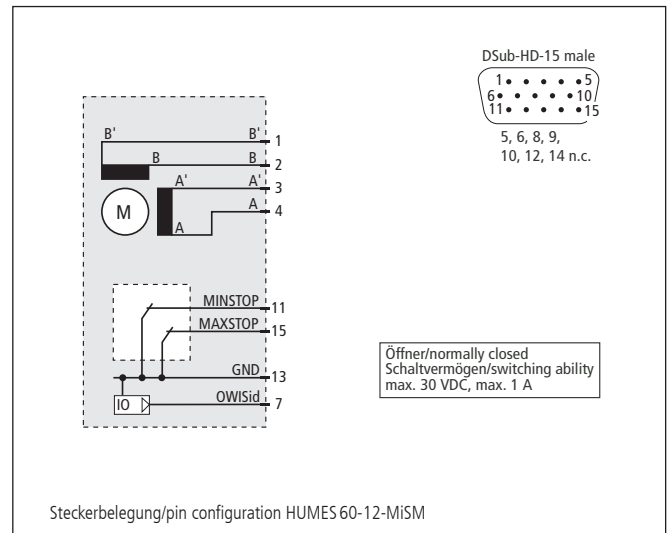 DSub-HD-15 male
1 5
6 10
11 15
5, 6, 8, 9,
10, 12, 14 n.c.
B' B' 1
B B 2
A' A' 3
M
A 4
A
MINSTOP 11
MAXSTOP 15
GND 13
IO OWISid 7
Öffner/normally closed
Schaltvermögen/switching ability
max. 30 VDC, max. 1 A
Steckerbelegung/pin configuration HUMES 60-12-MiSM